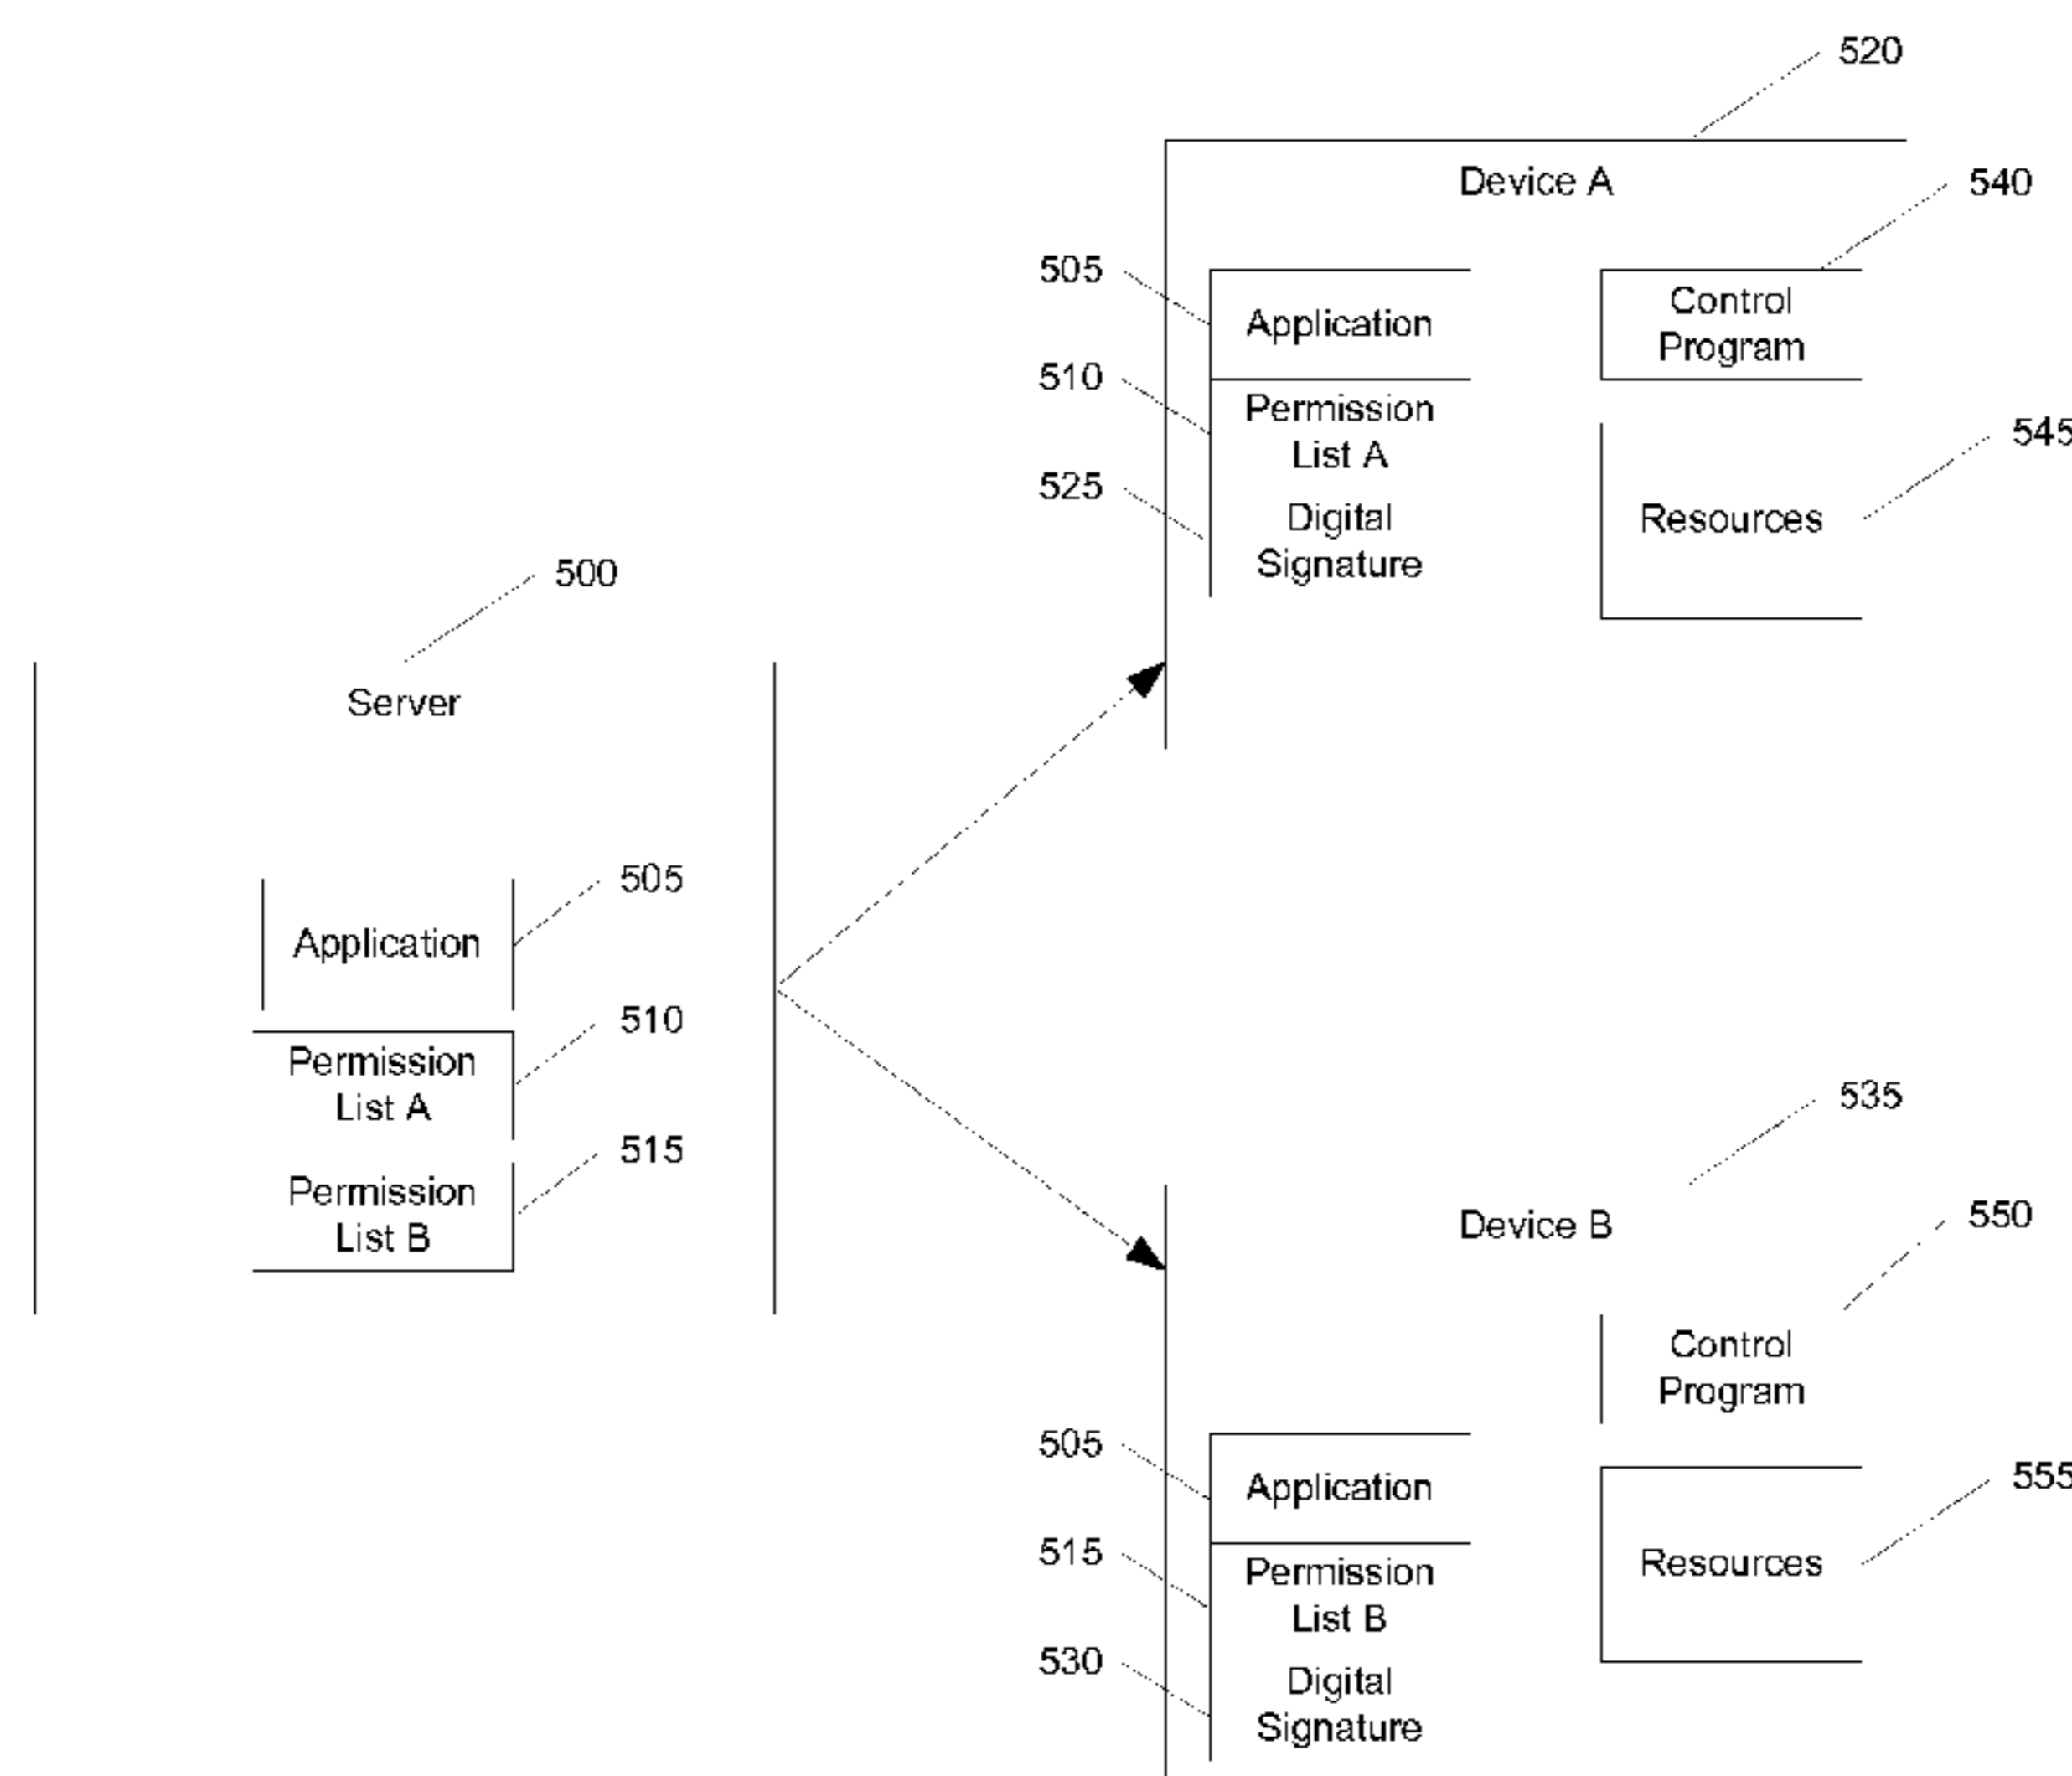 520
Device A
540
505
Application
Control
Program
510
Permission
List A
545
525
Digital
Signature
Resources
500
Server
505
Application
510
Permission
List A
515
Permission
List B
535
Device B
550
Control
Program
505
Application
555
515
Permission
List B
Resources
530
Digital
Signature